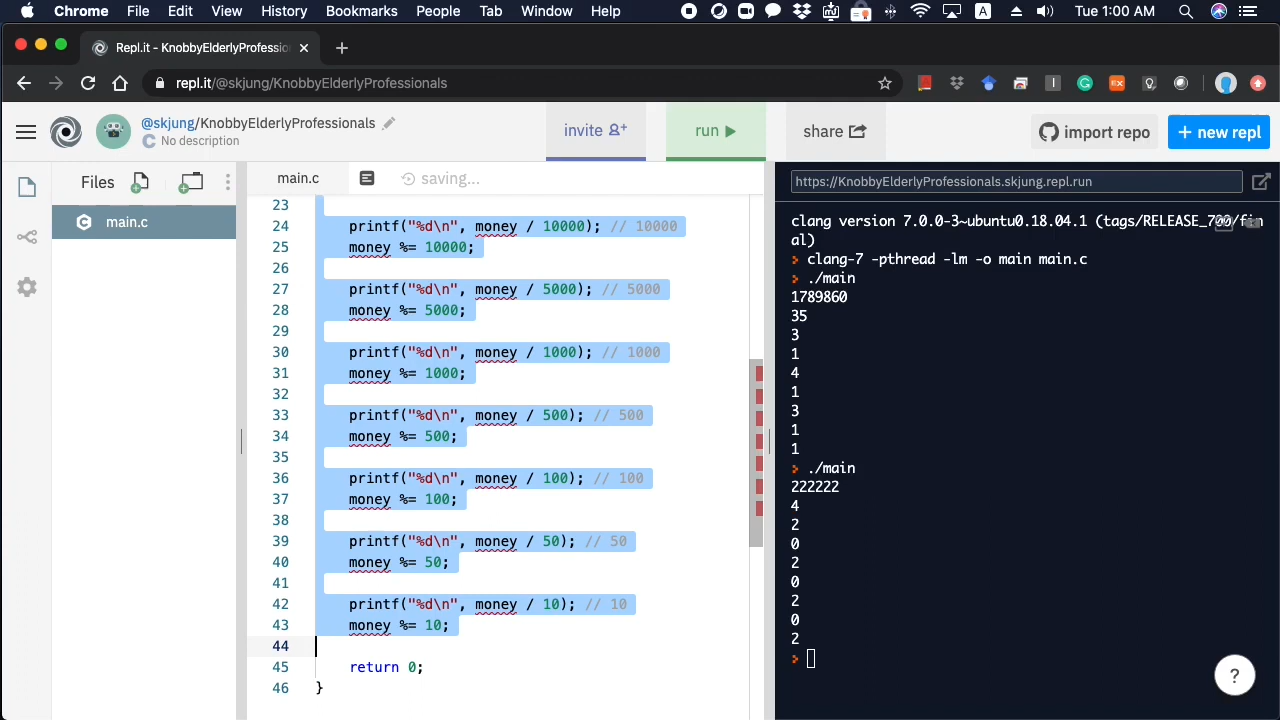 Chrome File Edit View History Bookmarks People Tab Window Help A Tue 1:00 AM
Repl.it - KnobbyElderlyProfessio
repl.it/@skjung/KnobbyElderlyProfessionals
@skjung/KnobbyElderlyProfessionals
C No description
invite
run
share
import repo
+ new repl
Files
main.c
main.c
saving...
23
24 printf("%d\n", money / 10000); // 10000
25 money %= 10000;
26
27 printf("%d\n", money / 5000); // 5000
28 money %= 5000;
29
30 printf("%d\n", money / 1000); // 1000
31 money %= 1000;
32
33 printf("%d\n", money / 500); // 500
34 money %= 500;
35
36 printf("%d\n", money / 100); // 100
37 money %= 100;
38
39 printf("%d\n", money / 50); // 50
40 money %= 50;
41
42 printf("%d\n", money / 10); // 10
43 money %= 10;
44
45 return 0;
46 }
https://KnobbyElderlyProfessionals.skjung.repl.run
clang version 7.0.0-3~ubuntu0.18.04.1 (tags/RELEASE_700/fin
al)
> clang-7 -pthread -lm -o main main.c
> ./main
1789860
35
3
1
4
1
3
1
1
> ./main
222222
4
2
0
2
0
2
0
2
>
?